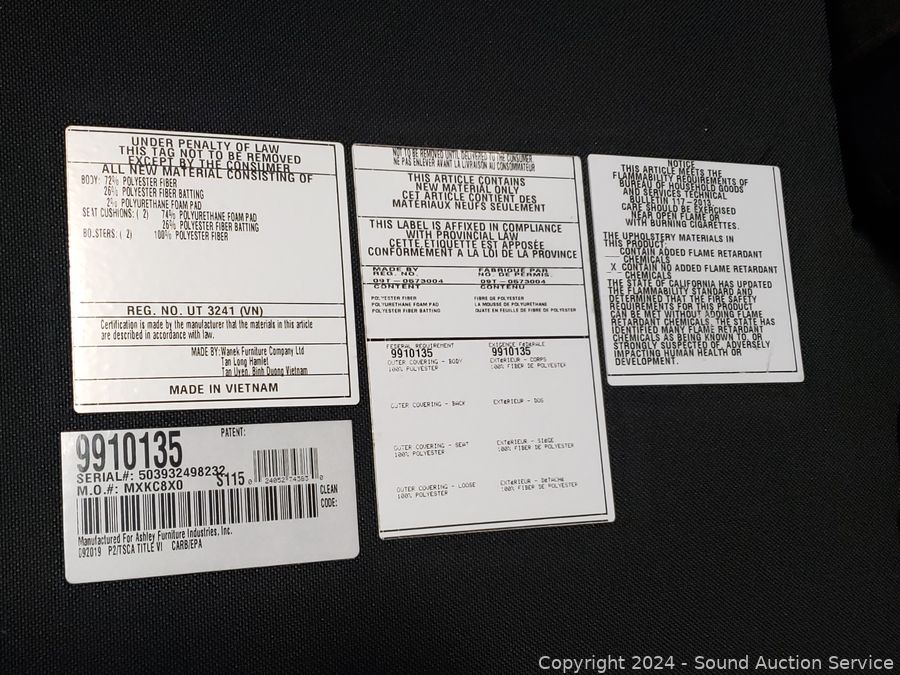 UNDER PENALTY OF LAW
THIS TAG NOT TO BE REMOVED
EXCEPT BY THE CONSUMER
ALL NEW MATERIAL CONSISTING OF
BODY: 72% POLYESTER FIBER
26% POLYESTER FIBER BATTING
2% POLYURETHANE FOAM PAD
SEAT CUSHIONS: ( 2) 74% POLYURETHANE FOAM PAD
26% POLYESTER FIBER BATTING
BOLSTERS: ( 2) 100% POLYESTER FIBER
REG. NO. UT 3241 (VN)
Certification is made by the manufacturer that the materials in this article
are described in accordance with law.
MADE BY: Wanek Furniture Company Ltd
Tan Long Hamlet
Tan Uyen, Binh Duong Vietnam
MADE IN VIETNAM
9910135
PATENT:
SERIAL#: 503932498232
M.O.#: MXKC8X0
S115
0 24052 74363 0
CLEAN
CODE:
Manufactured For Ashley Furniture Industries, Inc.
092019 P2/TSCA TITLE VI CARB/EPA
NOT TO BE REMOVED UNTIL DELIVERED TO THE CONSUMER
NE PAS ENLEVER AVANT LA LIVRAISON AU CONSOMMATEUR
THIS ARTICLE CONTAINS
NEW MATERIAL ONLY
CET ARTICLE CONTIENT DES
MATERIAUX NEUFS SEULEMENT
THIS LABEL IS AFFIXED IN COMPLIANCE
WITH PROVINCIAL LAW
CETTE ETIQUETTE EST APPOSEE
CONFORMEMENT A LA LOI DE LA PROVINCE
MADE BY FABRIQUE PAR
REG. NO. NO. DE PERMIS.
09T - 0673004 09T - 0673004
CONTENT CONTENU
POLYESTER FIBER FIBRE DE POLYESTER
POLYURETHANE FOAM PAD LA MOUSSE DE POLYURETHANE
POLYESTER FIBER BATTING OUATE EN FEUILLE DE FIBRE DE POLYESTER
FEDERAL REQUIREMENT EXIGENCE FéDéRALE
9910135 9910135
OUTER COVERING - BODY EXTéRIEUR - CORPS
100% POLYESTER 100% FIBER DE POLYESTER
OUTER COVERING - BACK EXTéRIEUR - DOS
OUTER COVERING - SEAT EXTéRIEUR - SIèGE
100% POLYESTER 100% FIBER DE POLYESTER
OUTER COVERING - LOOSE EXTéRIEUR - DéTACHé
100% POLYESTER 100% FIBER DE POLYESTER
NOTICE
THIS ARTICLE MEETS THE
FLAMMABILITY REQUIREMENTS OF
BUREAU OF HOUSEHOLD GOODS
AND SERVICES TECHNICAL
BULLETIN 117-2013.
CARE SHOULD BE EXERCISED
NEAR OPEN FLAME OR
WITH BURNING CIGARETTES.
THE UPHOLSTERY MATERIALS IN
THIS PRODUCT:
_ CONTAIN ADDED FLAME RETARDANT
CHEMICALS
X CONTAIN NO ADDED FLAME RETARDANT
CHEMICALS
THE STATE OF CALIFORNIA HAS UPDATED
THE FLAMMABILITY STANDARD AND
DETERMINED THAT THE FIRE SAFETY
REQUIREMENTS FOR THIS PRODUCT
CAN BE MET WITHOUT ADDING FLAME
RETARDANT CHEMICALS. THE STATE HAS
IDENTIFIED MANY FLAME RETARDANT
CHEMICALS AS BEING KNOWN TO, OR
STRONGLY SUSPECTED OF, ADVERSELY
IMPACTING HUMAN HEALTH OR
DEVELOPMENT.
Copyright 2024 - Sound Auction Service